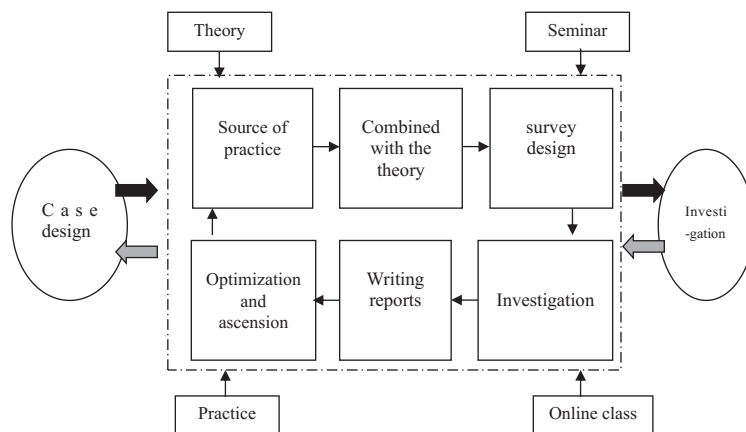 Theory
Seminar
Source of
practice
Combined
with the
theory
survey
design
C a s e
design
Investi
-gation
Optimization
and
ascension
Writing
reports
Investigation
Practice
Online class